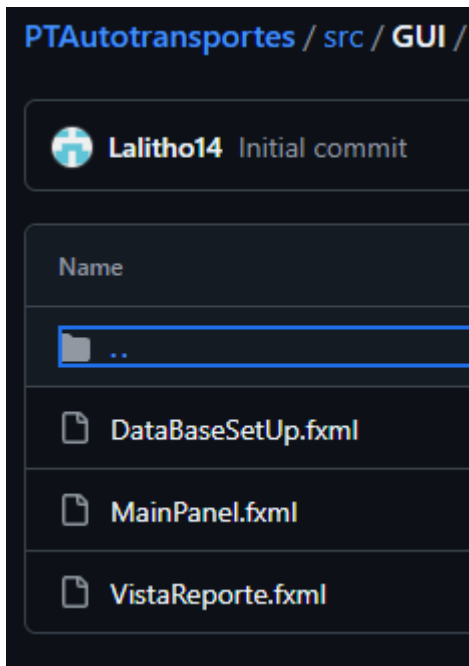 PTAutotransportes / src / GUI /
Lalitho14 Initial commit
Name
..
DataBaseSetUp.fxml
MainPanel.fxml
VistaReporte.fxml